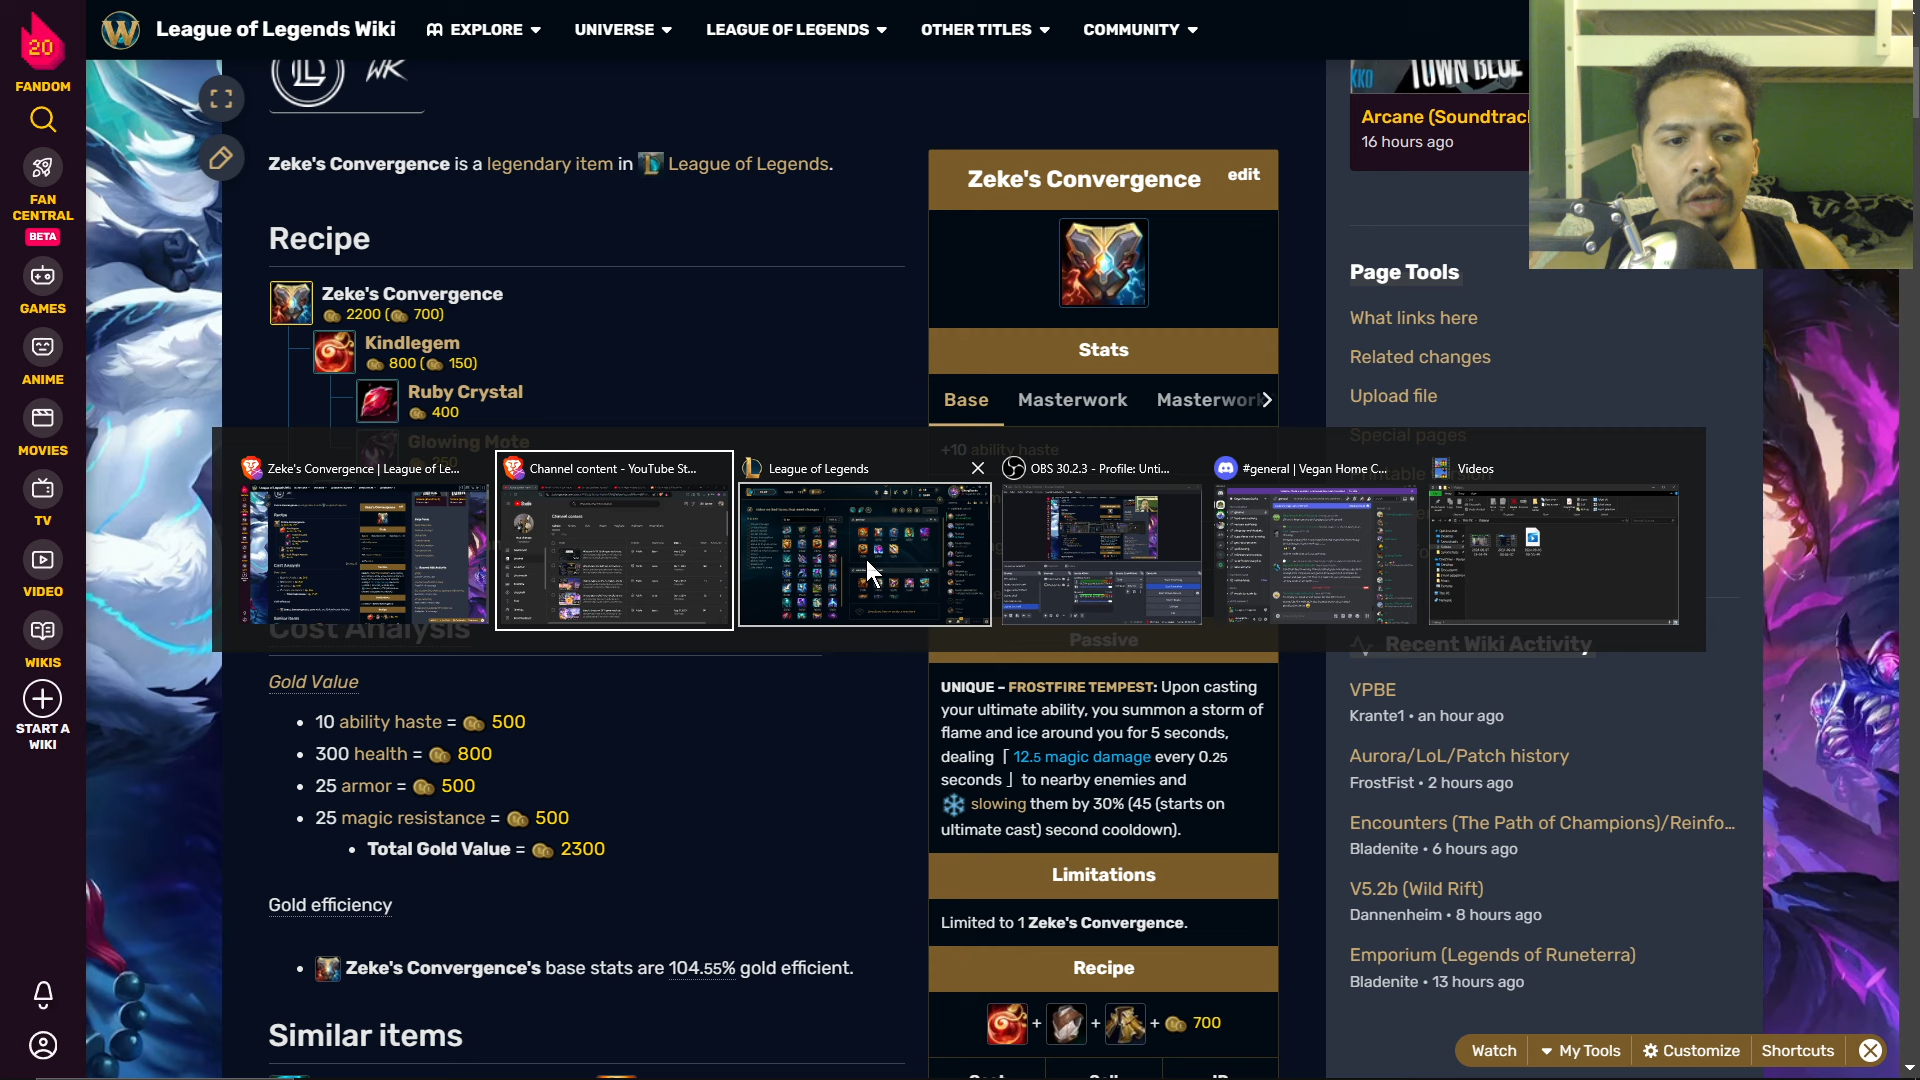 20
FANDOM
FAN
CENTRAL
BETA
GAMES
ANIME
MOVIES
TV
VIDEO
WIKIS
START A
WIKI
League of Legends Wiki
EXPLORE
UNIVERSE
LEAGUE OF LEGENDS
OTHER TITLES
COMMUNITY
Zeke's Convergence is a legendary item in League of Legends.
Recipe
Zeke's Convergence
2200 ( 700)
Kindlegem
800 ( 150)
Ruby Crystal
400
Glowing Mote
250
Zeke's Convergence | League of Le...
Channel content - YouTube St...
League of Legends
OBS 30.2.3 - Profile: Unti...
#general | Vegan Home C...
Videos
Cost Analysis
Gold Value
10 ability haste = 500
300 health = 800
25 armor = 500
25 magic resistance = 500
Total Gold Value = 2300
Gold efficiency
Zeke's Convergence's base stats are 104.55% gold efficient.
Similar items
Zeke's Convergence
edit
Stats
Base
Masterwork
Masterwork
+10 ability haste
Passive
UNIQUE – FROSTFIRE TEMPEST: Upon casting
your ultimate ability, you summon a storm of
flame and ice around you for 5 seconds,
dealing ⌈ 12.5 magic damage every 0.25
seconds ⌋ to nearby enemies and
slowing them by 30% (45 (starts on
ultimate cast) second cooldown).
Limitations
Limited to 1 Zeke's Convergence.
Recipe
+ + + 700
TOWN BLUE
Arcane (Soundtrac
16 hours ago
Page Tools
What links here
Related changes
Upload file
Special pages
Recent Wiki Activity
VPBE
Krante1 • an hour ago
Aurora/LoL/Patch history
FrostFist • 2 hours ago
Encounters (The Path of Champions)/Reinfo...
Bladenite • 6 hours ago
V5.2b (Wild Rift)
Dannenheim • 8 hours ago
Emporium (Legends of Runeterra)
Bladenite • 13 hours ago
Watch
My Tools
Customize
Shortcuts